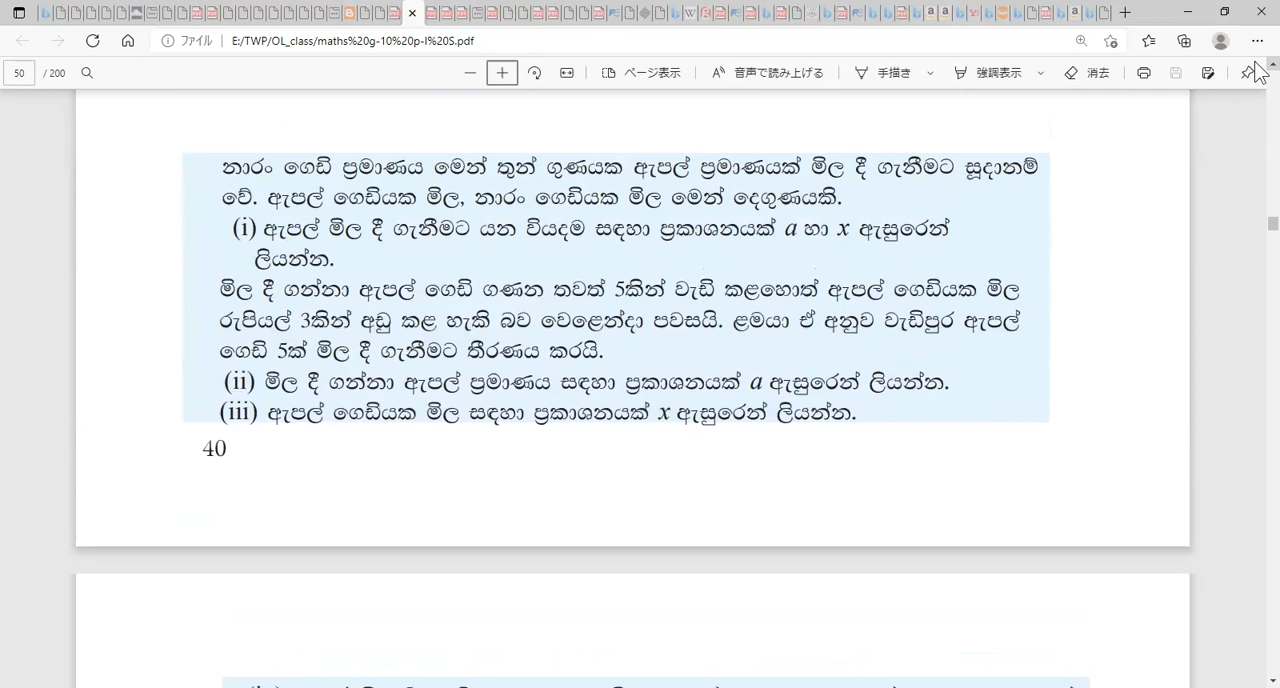 ファイル E:/TWP/OL_class/maths%20g-10%20p-I%20S.pdf
50 / 200 ページ表示 音声で読み上げる 手描き 強調表示 消去
නාරං ගෙඩි ප්‍රමාණය මෙන් තුන් ගුණයක ඇපල් ප්‍රමාණයක් මිල දී ගැනීමට සූදානම්
වේ. ඇපල් ගෙඩියක මිල, නාරං ගෙඩියක මිල මෙන් දෙගුණයකි.
(i) ඇපල් මිල දී ගැනීමට යන වියදම සඳහා ප්‍රකාශනයක් a හා x ඇසුරෙන්
ලියන්න.
මිල දී ගන්නා ඇපල් ගෙඩි ගණන තවත් 5කින් වැඩි කළහොත් ඇපල් ගෙඩියක මිල
රුපියල් 3කින් අඩු කළ හැකි බව වෙළෙන්දා පවසයි. ළමයා ඒ අනුව වැඩිපුර ඇපල්
ගෙඩි 5ක් මිල දී ගැනීමට තීරණය කරයි.
(ii) මිල දී ගන්නා ඇපල් ප්‍රමාණය සඳහා ප්‍රකාශනයක් a ඇසුරෙන් ලියන්න.
(iii) ඇපල් ගෙඩියක මිල සඳහා ප්‍රකාශනයක් x ඇසුරෙන් ලියන්න.
40